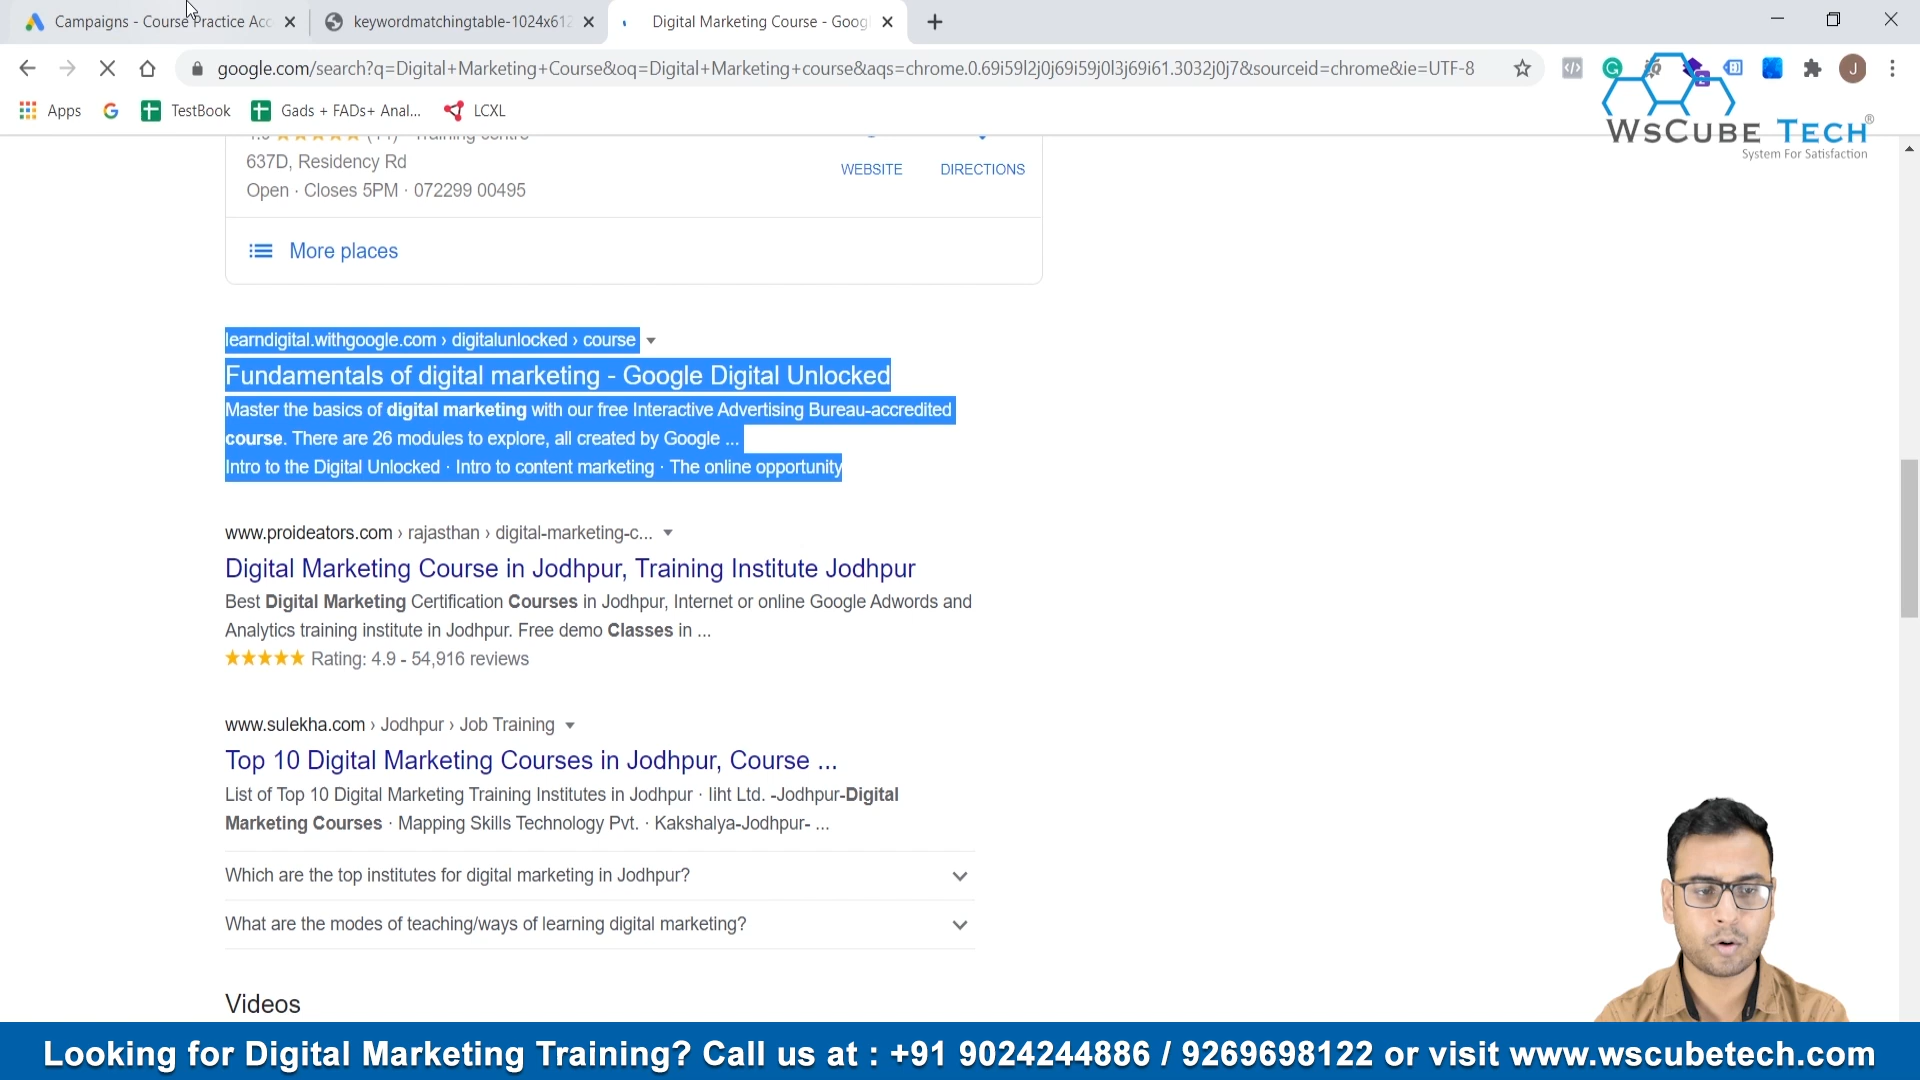 Campaigns - Course Practice Acc
keywordmatchingtable-1024x612
Digital Marketing Course - Goog
google.com/search?q=Digital+Marketing+Course&oq=Digital+Marketing+course&aqs=chrome.0.69i59l2j0j69i59j0l3j69i61.3032j0j7&sourceid=chrome&ie=UTF-8
J
Apps
TestBook
Gads + FADs+ Anal...
LCXL
WsCube Tech®
System For Satisfaction
Training centre
637D, Residency Rd
Open · Closes 5PM · 072299 00495
WEBSITE
DIRECTIONS
More places
learndigital.withgoogle.com › digitalunlocked › course
Fundamentals of digital marketing - Google Digital Unlocked
Master the basics of digital marketing with our free Interactive Advertising Bureau-accredited
course. There are 26 modules to explore, all created by Google ...
Intro to the Digital Unlocked · Intro to content marketing · The online opportunity
www.proideators.com › rajasthan › digital-marketing-c...
Digital Marketing Course in Jodhpur, Training Institute Jodhpur
Best Digital Marketing Certification Courses in Jodhpur, Internet or online Google Adwords and
Analytics training institute in Jodhpur. Free demo Classes in ...
Rating: 4.9 - 54,916 reviews
www.sulekha.com › Jodhpur › Job Training
Top 10 Digital Marketing Courses in Jodhpur, Course ...
List of Top 10 Digital Marketing Training Institutes in Jodhpur · Iiht Ltd. -Jodhpur-Digital
Marketing Courses · Mapping Skills Technology Pvt. · Kakshalya-Jodhpur- ...
Which are the top institutes for digital marketing in Jodhpur?
What are the modes of teaching/ways of learning digital marketing?
Videos
Looking for Digital Marketing Training? Call us at : +91 9024244886 / 9269698122 or visit www.wscubetech.com